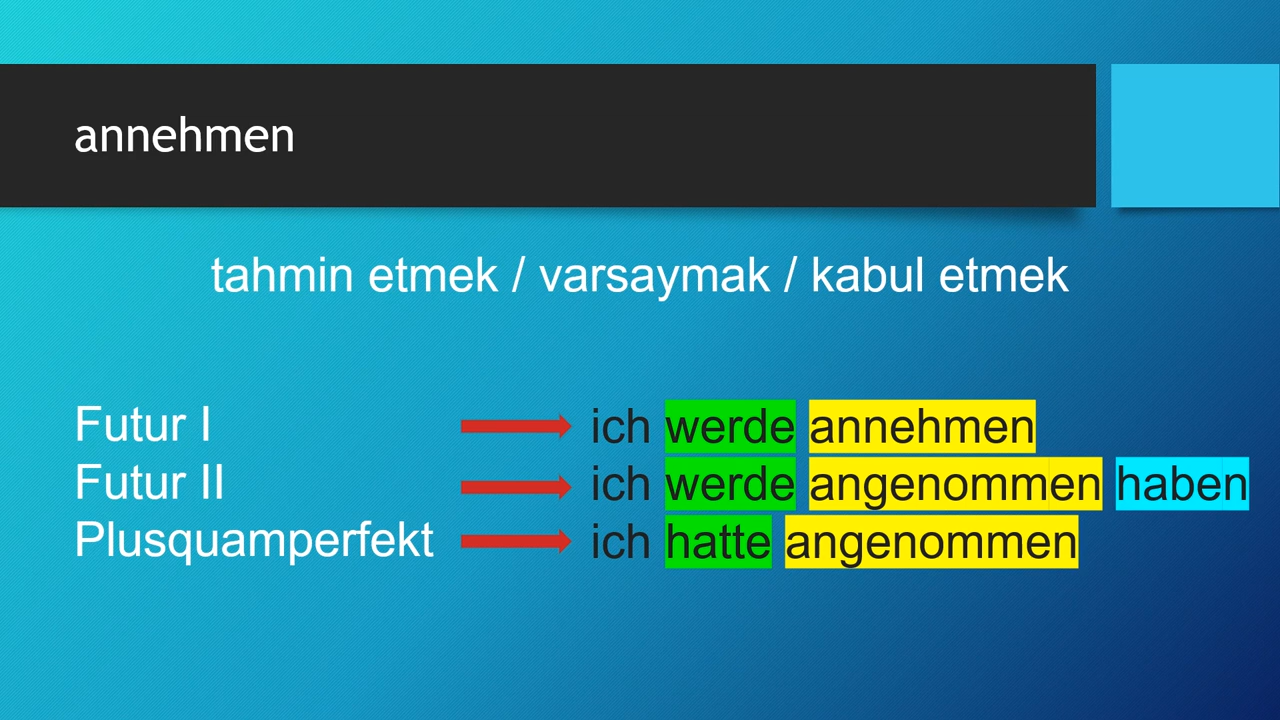 annehmen
tahmin etmek / varsaymak / kabul etmek
Futur I ich werde annehmen
Futur II ich werde angenommen haben
Plusquamperfekt ich hatte angenommen